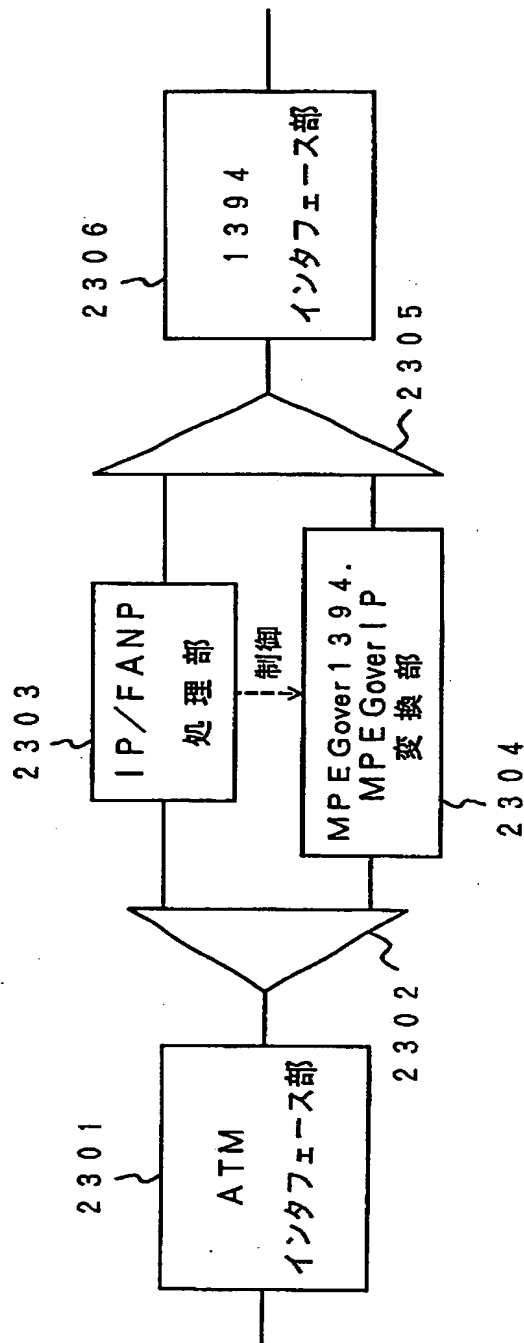 2301
ATM
インタフェース部
2302
2303
IP/FANP
処理部
制御
MPEGover1394.
MPEGoverIP
変換部
2304
2305
2306
1394
インタフェース部